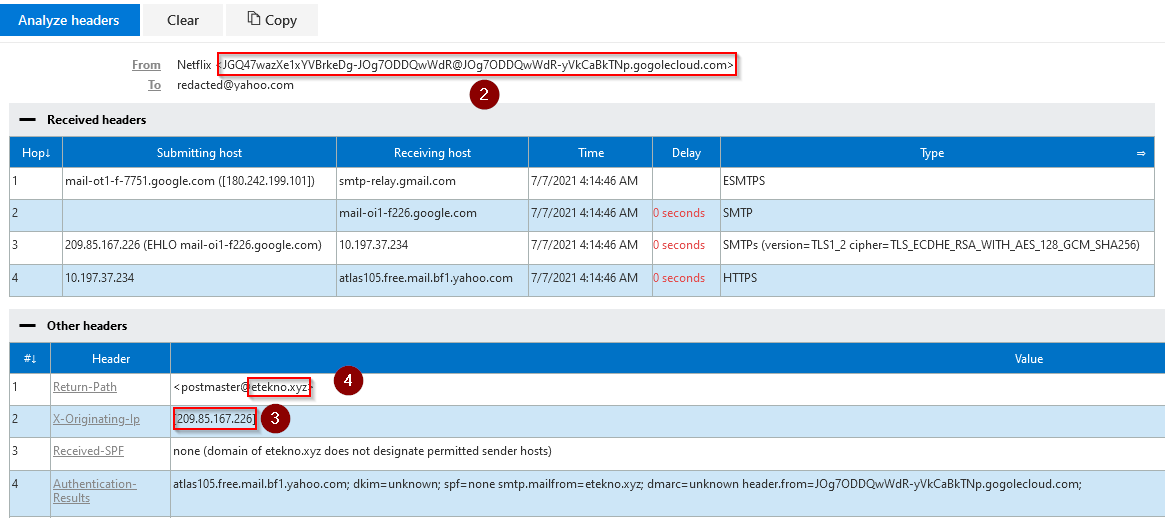 Analyze headers Clear Copy
From Netflix <JGQ47wazXe1xYVBrkeDg-JOg7ODDQwWdR@JOg7ODDQwWdR-yVkCaBkTNp.gogolecloud.com>
To redacted@yahoo.com
2
Received headers
Hop↓ Submitting host Receiving host Time Delay Type ⇒
1 mail-ot1-f-7751.google.com ([180.242.199.101]) smtp-relay.gmail.com 7/7/2021 4:14:46 AM ESMTPS
2 mail-oi1-f226.google.com 7/7/2021 4:14:46 AM 0 seconds SMTP
3 209.85.167.226 (EHLO mail-oi1-f226.google.com) 10.197.37.234 7/7/2021 4:14:46 AM 0 seconds SMTPs (version=TLS1_2 cipher=TLS_ECDHE_RSA_WITH_AES_128_GCM_SHA256)
4 10.197.37.234 atlas105.free.mail.bf1.yahoo.com 7/7/2021 4:14:46 AM 0 seconds HTTPS
Other headers
#↓ Header Value
1 Return-Path <postmaster@etekno.xyz> 4
2 X-Originating-Ip [209.85.167.226] 3
3 Received-SPF none (domain of etekno.xyz does not designate permitted sender hosts)
4 Authentication- atlas105.free.mail.bf1.yahoo.com; dkim=unknown; spf=none smtp.mailfrom=etekno.xyz; dmarc=unknown header.from=JOg7ODDQwWdR-yVkCaBkTNp.gogolecloud.com;
Results